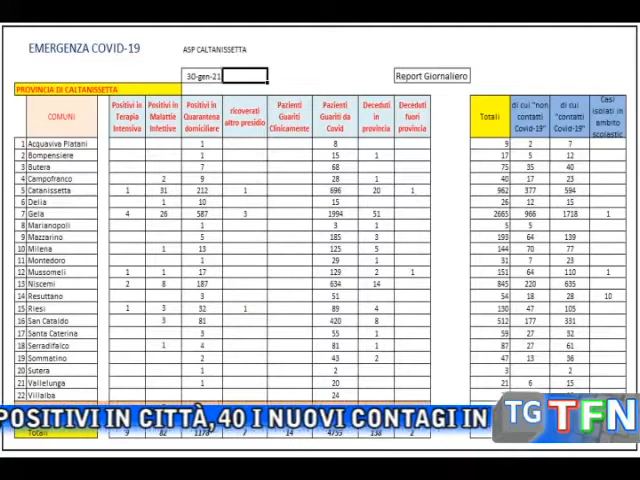 EMERGENZA COVID-19 ASP CALTANISSETTA
30-gen-21 Report Giornaliero
PROVINCIA DI CALTANISSETTA
COMUNI Positivi in Terapia Intensiva Positivi in Malattie Infettive Positivi in Quarantena domiciliare ricoverati altro presidio Pazienti Guariti Clinicamente Pazienti Guariti da Covid Deceduti in provincia Deceduti fuori provincia Totali di cui "non contatti Covid-19" di cui "contatti Covid-19" Casi isolati in ambito scolastic
1 Acquaviva Platani 1 8 9 2 7
2 Bompensiere 1 15 1 17 5 12
3 Butera 7 68 75 35 40
4 Campofranco 2 9 28 1 40 17 23
5 Catanissetta 1 31 212 1 696 20 1 962 377 594
6 Delia 1 10 15 26 12 15
7 Gela 4 26 587 3 1994 51 2665 966 1718 1
8 Marianopoli 1 3 1 5 5
9 Mazzarino 5 185 3 193 64 139
10 Milena 1 13 125 5 144 70 77
11 Montedoro 1 29 1 31 7 23
12 Mussomeli 1 1 17 129 2 1 151 64 110 1
13 Niscemi 2 8 187 634 14 845 220 635
14 Resuttano 3 51 54 18 28 10
15 Riesi 1 3 32 1 89 4 130 47 105
16 San Cataldo 3 81 420 8 512 177 331
17 Santa Caterina 3 55 1 59 27 32
18 Serradifalco 1 4 81 1 87 27 61
19 Sommatino 2 43 2 47 13 36
20 Sutera 1 2 3 2
21 Vallelunga 1 20 21 6 15
22 Villalba 24
POSITIVI IN CITTÀ,40 I NUOVI CONTAGI IN TG TFN
Totali 9 82 1178 7 14 4755 138 2